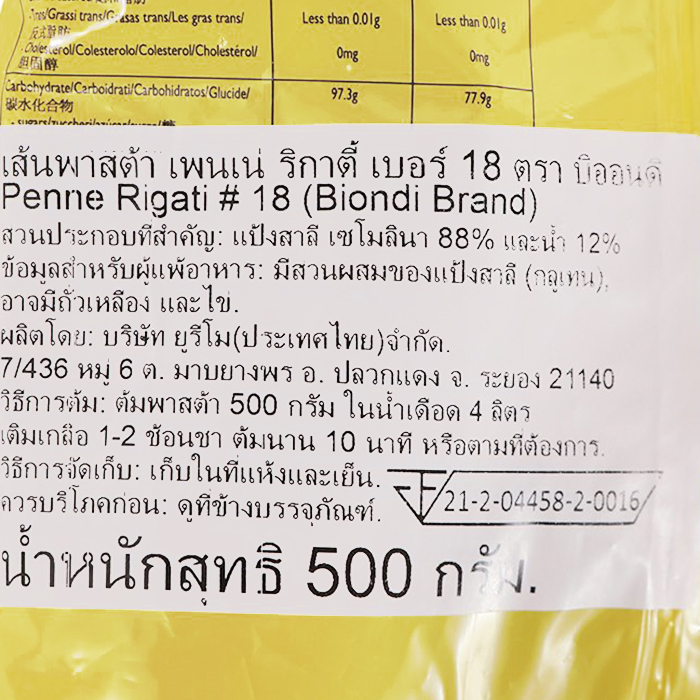 Trans/Grassi trans/Grasas trans/Les gras trans/
反式脂肪
Less than 0.01g
Less than 0.01g
- Cholesterol/Colesterolo/Colesterol/Cholestérol/
胆固醇
0mg
0mg
Carbohydrate/Carboidrati/Carbohidratos/Glucide/
碳水化合物
97.3g
77.9g
- sugars/zuccheri/azúcar/sucre/糖
เส้นพาสต้า เพนเน่ ริกาตี้ เบอร์ 18 ตรา บิออนดิ
Penne Rigati # 18 (Biondi Brand)
ส่วนประกอบที่สำคัญ: แป้งสาลี เซโมลินา 88% และน้ำ 12%
ข้อมูลสำหรับผู้แพ้อาหาร: มีส่วนผสมของแป้งสาลี (กลูเทน),
อาจมีถั่วเหลือง และไข่.
ผลิตโดย: บริษัท ยูรีโม(ประเทศไทย)จำกัด.
7/436 หมู่ 6 ต. มาบยางพร อ. ปลวกแดง จ. ระยอง 21140
วิธีการต้ม: ต้มพาสต้า 500 กรัม ในน้ำเดือด 4 ลิตร
เติมเกลือ 1-2 ช้อนชา ต้มนาน 10 นาที หรือตามที่ต้องการ.
วิธีการจัดเก็บ: เก็บในที่แห้งและเย็น.
ควรบริโภคก่อน: ดูที่ข้างบรรจุภัณฑ์.
21-2-04458-2-0016
น้ำหนักสุทธิ 500 กรัม.